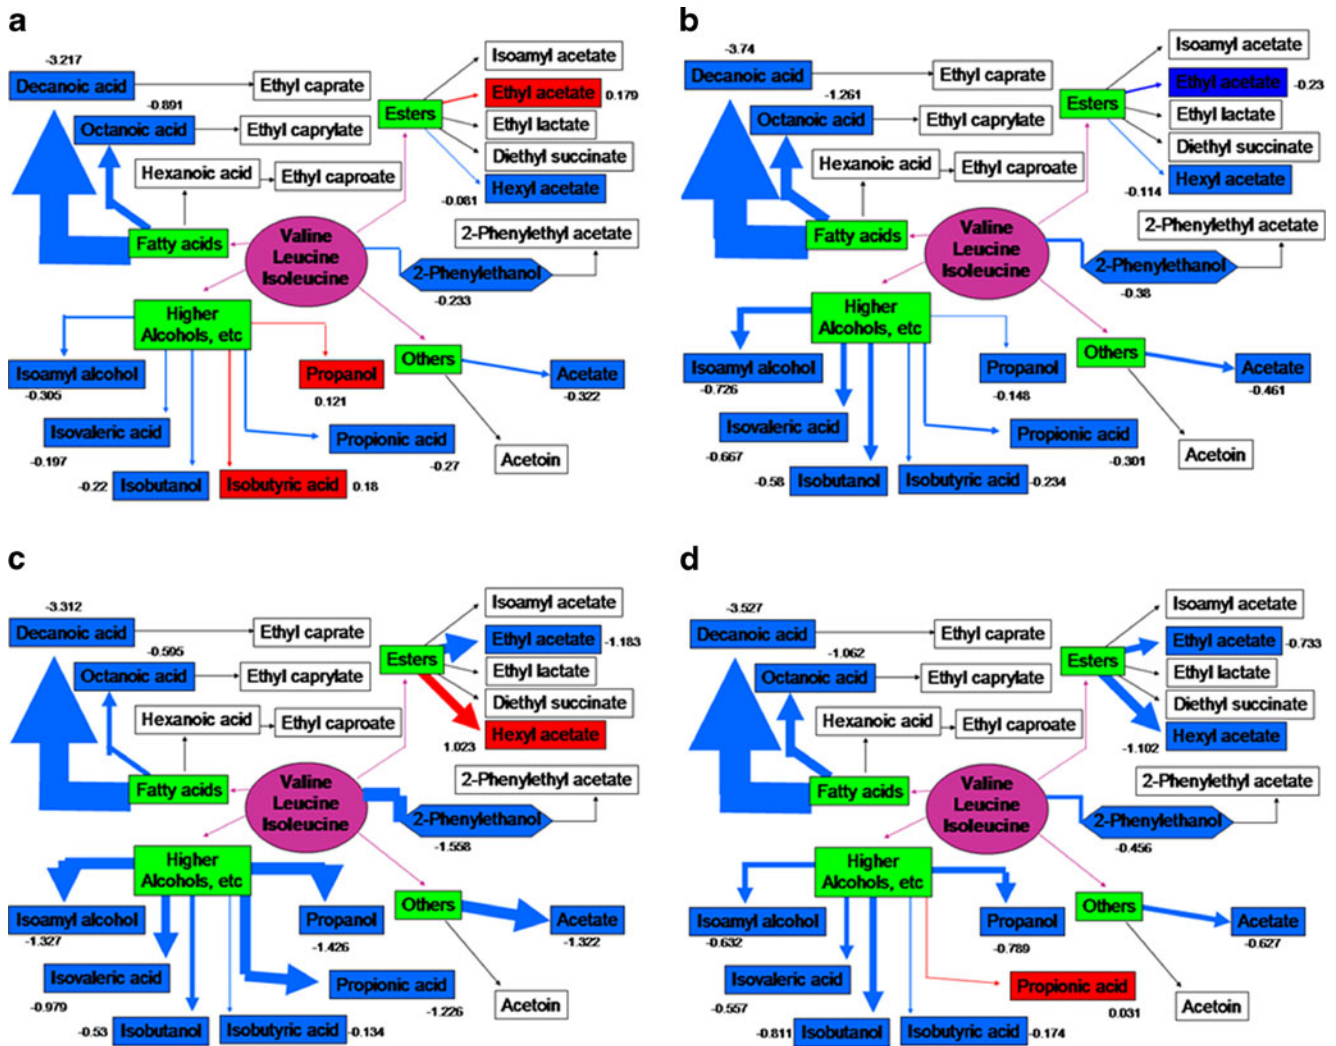 a
-3.217
Decanoic acid
Ethyl caprate
-0.891
Octanoic acid
Ethyl caprylate
Hexanoic acid
Ethyl caproate
Fatty acids
Esters
Isoamyl acetate
Ethyl acetate 0.179
Ethyl lactate
Diethyl succinate
Hexyl acetate
-0.081
2-Phenylethyl acetate
Valine
Leucine
Isoleucine
2-Phenylethanol
-0.233
Higher
Alcohols, etc
Isoamyl alcohol
-0.305
Propanol
0.121
Others
Acetate
-0.322
Isovaleric acid
-0.197
Propionic acid
-0.27
Acetoin
-0.22 Isobutanol
Isobutyric acid 0.18
b
-3.74
Decanoic acid
Ethyl caprate
-1.261
Octanoic acid
Ethyl caprylate
Hexanoic acid
Ethyl caproate
Fatty acids
Esters
Isoamyl acetate
Ethyl acetate -0.23
Ethyl lactate
Diethyl succinate
Hexyl acetate
-0.114
2-Phenylethyl acetate
Valine
Leucine
Isoleucine
2-Phenylethanol
-0.38
Higher
Alcohols, etc
Isoamyl alcohol
-0.726
Propanol
-0.148
Others
Acetate
-0.461
Isovaleric acid
-0.667
Propionic acid
-0.301
Acetoin
-0.58
Isobutanol
Isobutyric acid -0.234
c
-3.312
Decanoic acid
Ethyl caprate
-0.595
Octanoic acid
Ethyl caprylate
Hexanoic acid
Ethyl caproate
Fatty acids
Esters
Isoamyl acetate
Ethyl acetate -1.183
Ethyl lactate
Diethyl succinate
Hexyl acetate
1.023
2-Phenylethyl acetate
Valine
Leucine
Isoleucine
2-Phenylethanol
-1.558
Higher
Alcohols, etc
Isoamyl alcohol
-1.327
Propanol
-1.426
Others
Acetate
-1.322
Isovaleric acid
-0.979
Propionic acid
-1.226
Acetoin
-0.53
Isobutanol
Isobutyric acid -0.134
d
-3.527
Decanoic acid
Ethyl caprate
-1.062
Octanoic acid
Ethyl caprylate
Hexanoic acid
Ethyl caproate
Fatty acids
Esters
Isoamyl acetate
Ethyl acetate -0.733
Ethyl lactate
Diethyl succinate
Hexyl acetate
-1.102
2-Phenylethyl acetate
Valine
Leucine
Isoleucine
2-Phenylethanol
-0.456
Higher
Alcohols, etc
Isoamyl alcohol
-0.632
Propanol
-0.789
Others
Acetate
-0.627
Isovaleric acid
-0.557
Propionic acid
0.031
Acetoin
-0.811
Isobutanol
Isobutyric acid -0.174